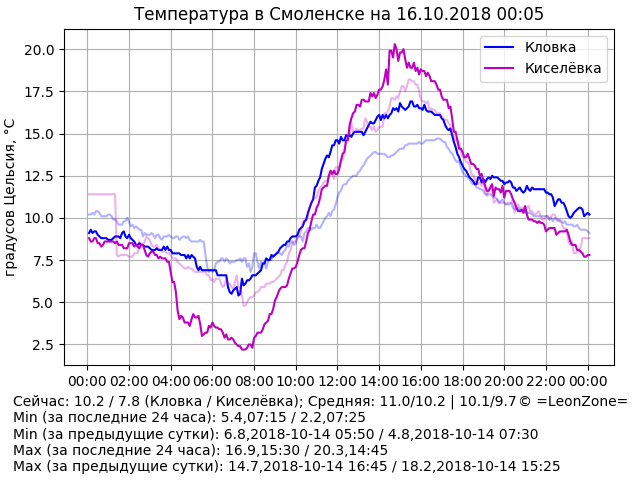 Температура в Смоленске на 16.10.2018 00:05
градусов Цельсия, °C
20.0
17.5
15.0
12.5
10.0
7.5
5.0
2.5
Кловка
Киселёвка
00:00 02:00 04:00 06:00 08:00 10:00 12:00 14:00 16:00 18:00 20:00 22:00 00:00
Сейчас: 10.2 / 7.8 (Кловка / Киселёвка); Средняя: 11.0/10.2 | 10.1/9.7© =LeonZone=
Min (за последние 24 часа): 5.4,07:15 / 2.2,07:25
Min (за предыдущие сутки): 6.8,2018-10-14 05:50 / 4.8,2018-10-14 07:30
Max (за последние 24 часа): 16.9,15:30 / 20.3,14:45
Max (за предыдущие сутки): 14.7,2018-10-14 16:45 / 18.2,2018-10-14 15:25